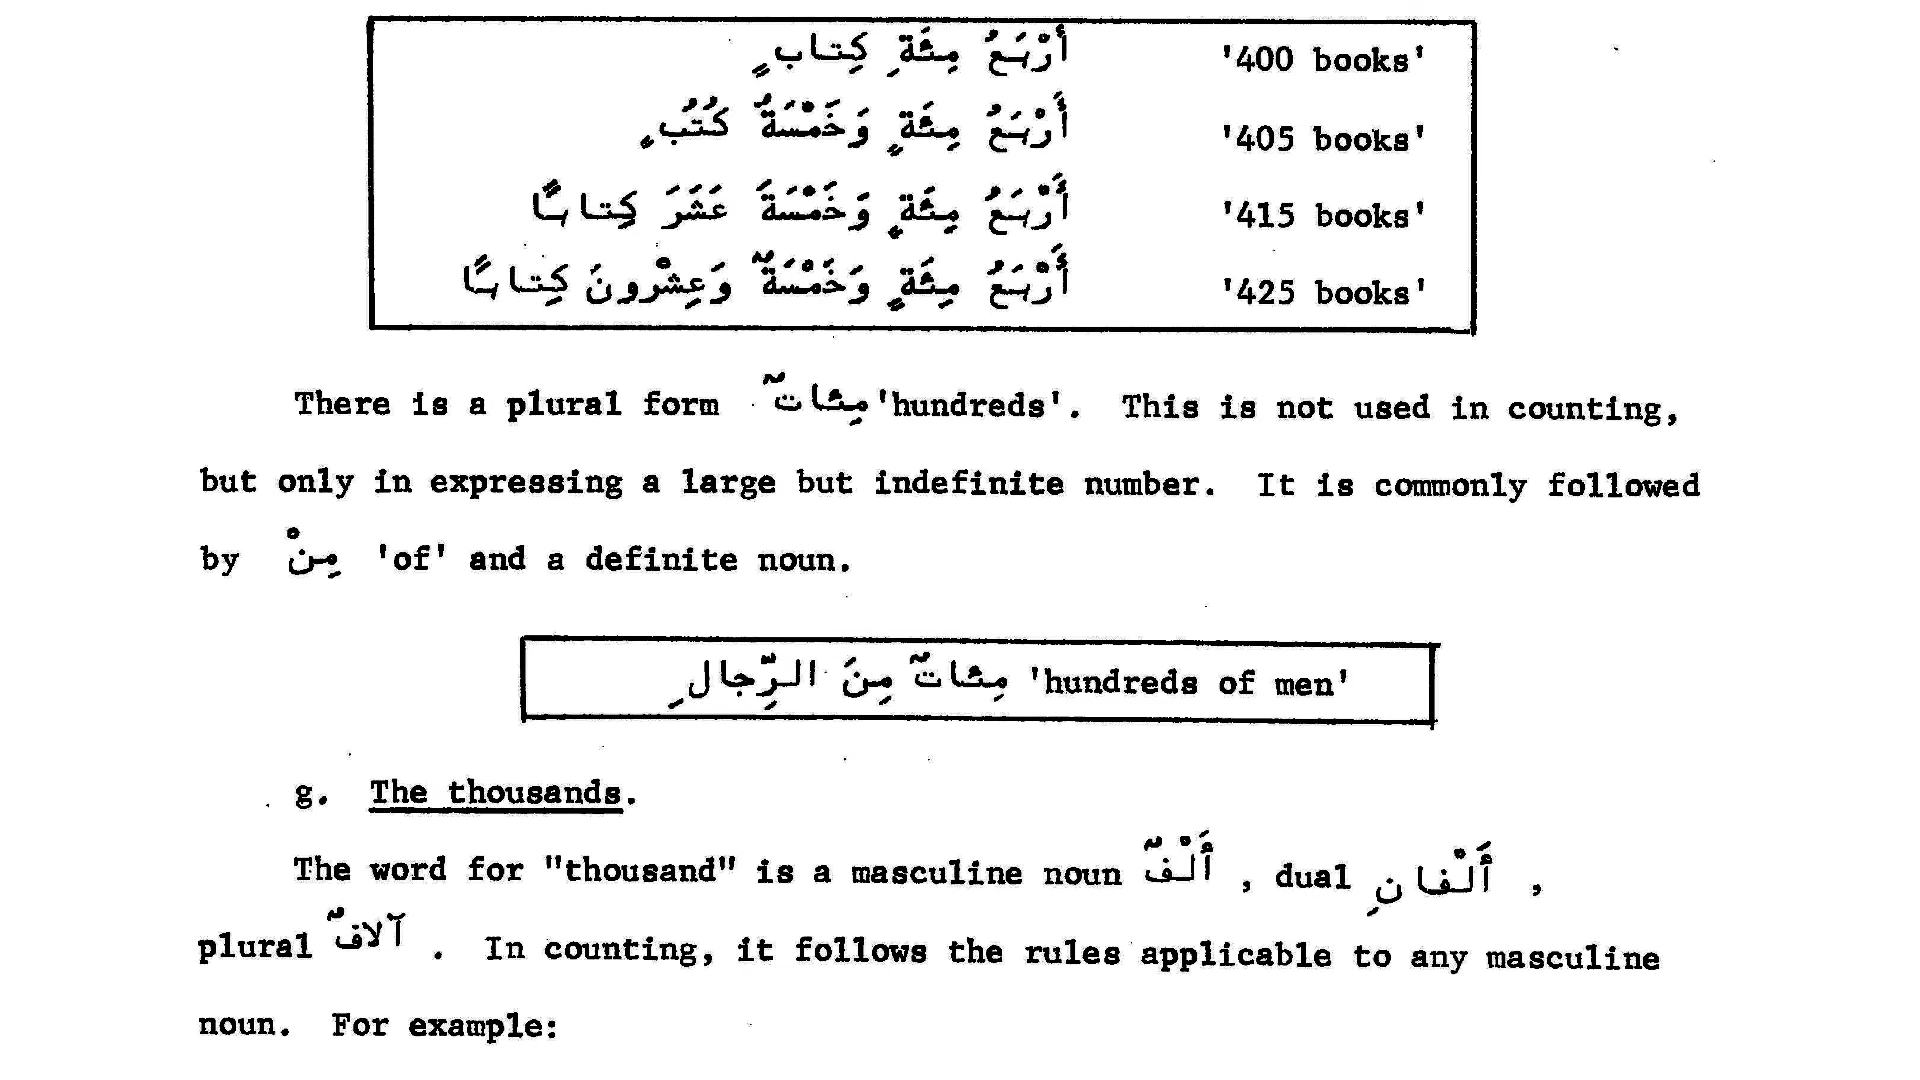 أَرْبَعُ مِئَةِ كِتابٍ '400 books'
أَرْبَعُ مِئَةٍ وَخَمْسَةُ كُتُبٍ '405 books'
أَرْبَعُ مِئَةٍ وَخَمْسَةَ عَشَرَ كِتابًا '415 books'
أَرْبَعُ مِئَةٍ وَخَمْسَةٌ وَعِشْرونَ كِتابًا '425 books'
There is a plural form مِئاتٌ 'hundreds'. This is not used in counting,
but only in expressing a large but indefinite number. It is commonly followed
by مِنْ 'of' and a definite noun.
مِئاتٌ مِنَ الرِّجالِ 'hundreds of men'
g. The thousands.
The word for "thousand" is a masculine noun أَلْفٌ , dual أَلْفانِ ,
plural آلافٌ . In counting, it follows the rules applicable to any masculine
noun. For example: